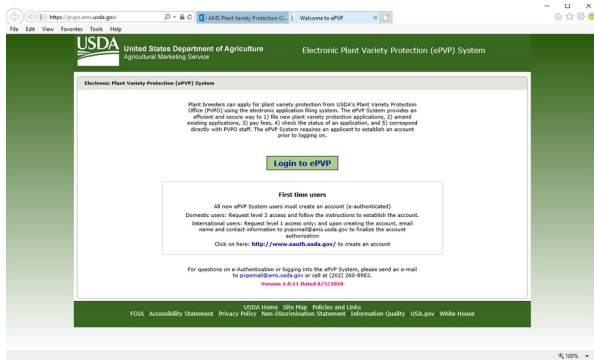 https://pvpo.ams.usda.gov/
AMS Plant Variety Protection O...
Welcome to ePVP
File Edit View Favorites Tools Help
USDA
United States Department of Agriculture
Agricultural Marketing Service
Electronic Plant Variety Protection (ePVP) System
Electronic Plant Variety Protection (ePVP) System
Plant breeders can apply for plant variety protection from USDA's Plant Variety Protection
Office (PVPO) using the electronic application filing system. The ePVP System provides an
efficient and secure way to 1) file new plant variety protection applications, 2) amend
existing applications, 3) pay fees, 4) check the status of an application, and 5) correspond
directly with PVPO staff. The ePVP System requires an applicant to establish an account
prior to logging on.
Login to ePVP
First time users
All new ePVP System users must create an account (e-authenticated)
Domestic users: Request level 2 access and follow the instructions to establish the account.
International users: Request level 1 access only; and upon creating the account, email
name and contact information to pvpomail@ams.usda.gov to finalize the account
authorization
Click on here: http://www.eauth.usda.gov/ to create an account
For questions on e-Authentication or logging into the ePVP System, please send an e-mail
to pvpomail@ams.usda.gov or call at (202) 260-8983.
Version 1.0.11 Dated 8/3/2018
USDA Home Site Map Policies and Links
FOIA Accessibility Statement Privacy Policy Non-Discrimination Statement Information Quality USA.gov White House
100%